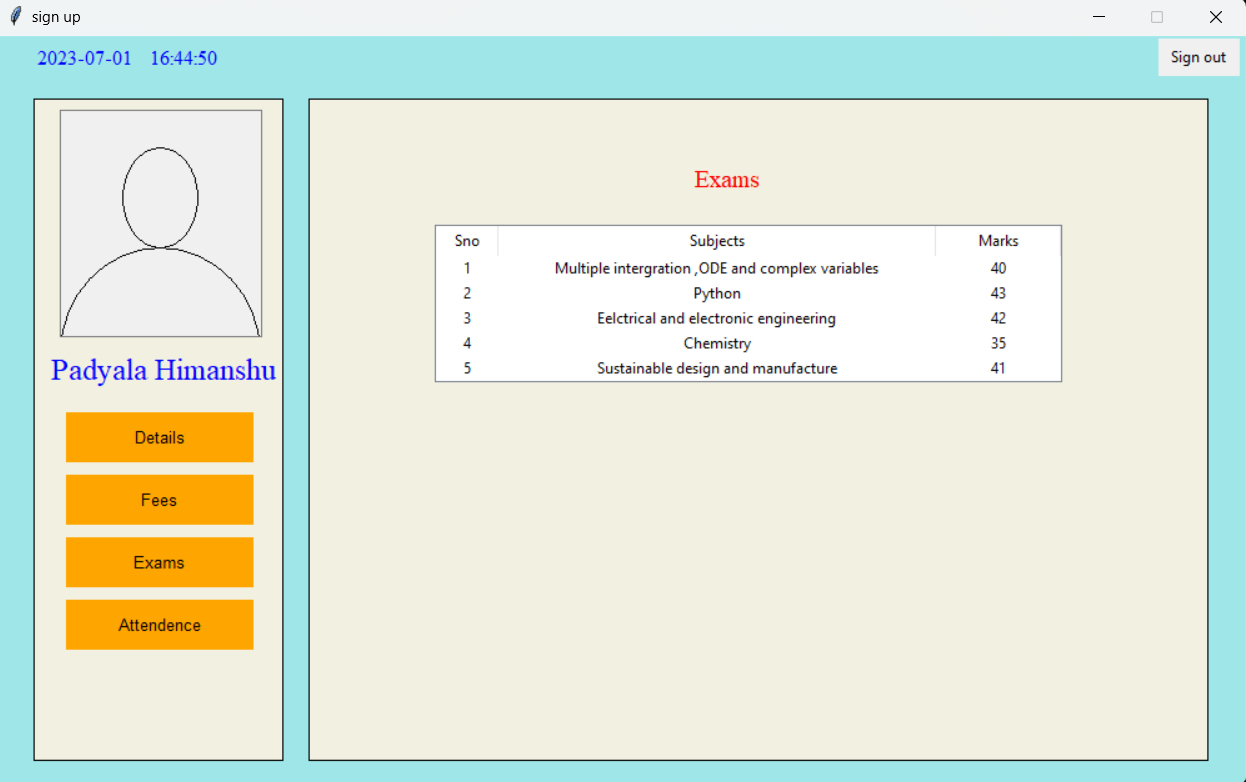 sign up
2023-07-01 16:44:50
Sign out
Padyala Himanshu
Details
Fees
Exams
Attendence
Exams
Sno Subjects Marks
1 Multiple intergration ,ODE and complex variables 40
2 Python 43
3 Eelctrical and electronic engineering 42
4 Chemistry 35
5 Sustainable design and manufacture 41